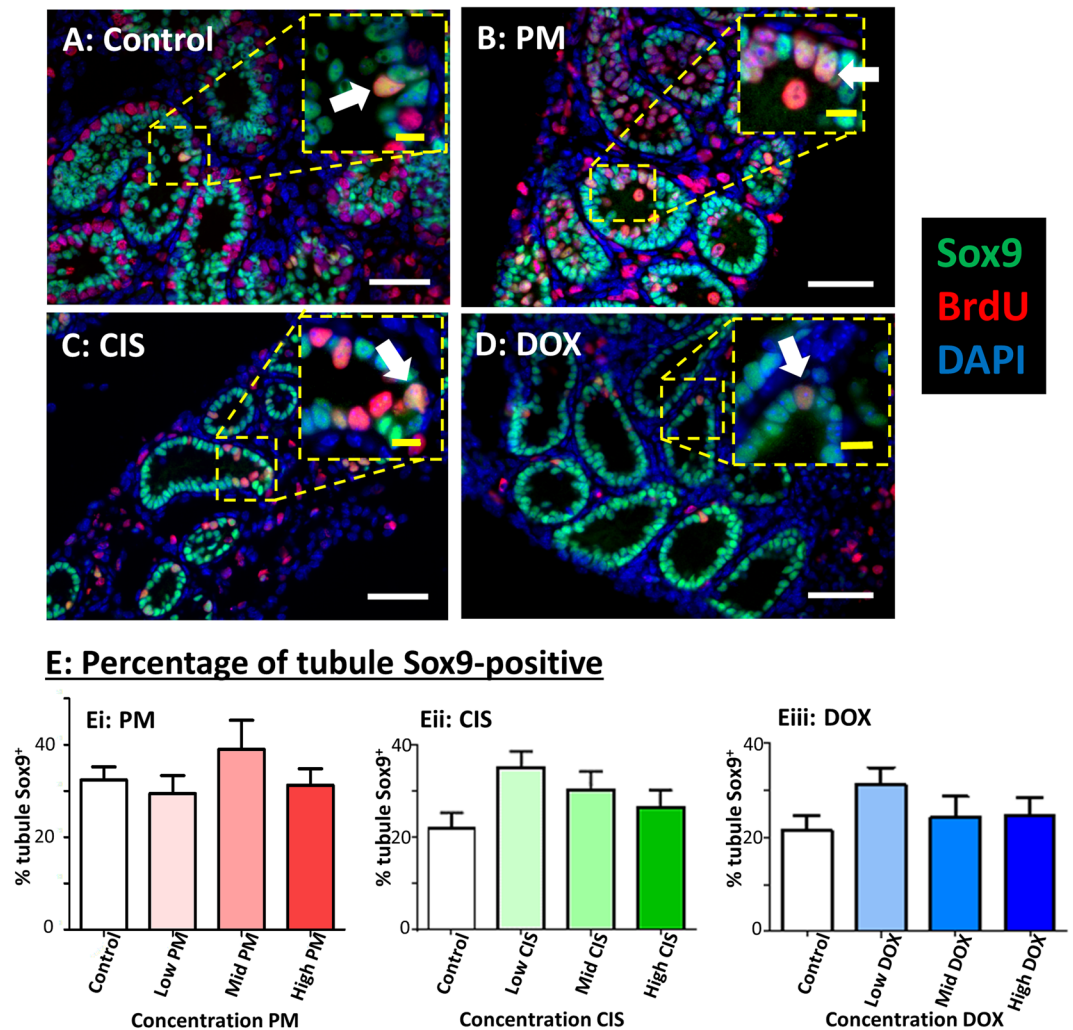 A: Control
B: PM
C: CIS
D: DOX
Sox9
BrdU
DAPI
E: Percentage of tubule Sox9-positive
Ei: PM
% tubule Sox9⁺
40
20
0
Control
Low PM
Mid PM
High PM
Concentration PM
Eii: CIS
% tubule Sox9⁺
40
20
0
Control
Low CIS
Mid CIS
High CIS
Concentration CIS
Eiii: DOX
% tubule Sox9⁺
40
20
0
Control
Low DOX
Mid DOX
High DOX
Concentration DOX